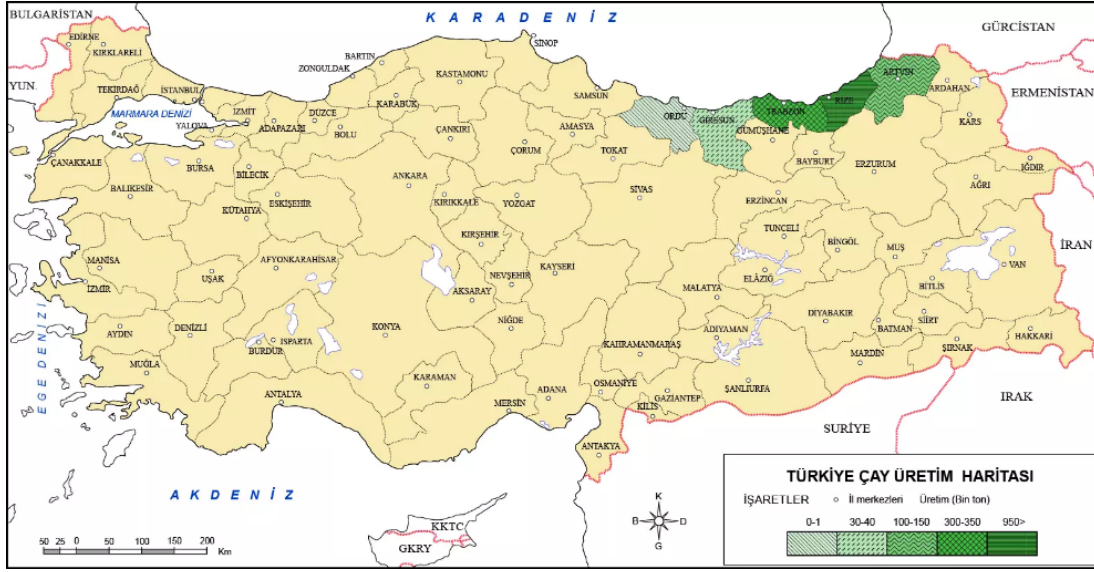 K A R A D E N İ Z
BULGARİSTAN
GÜRCİSTAN
EDİRNE
KIRKLARELİ
SİNOP
BARTIN
ZONGULDAK
KASTAMONU
YUN.
TEKİRDAĞ
İSTANBUL
KARABÜK
SAMSUN
ARTVİN
ARDAHAN
ERMENİSTAN
MARMARA DENİZİ
İZMİT
DÜZCE
ORDU
GİRESUN
TRABZON
RİZE
YALOVA
ADAPAZARI
BOLU
ÇANKIRI
AMASYA
GÜMÜŞHANE
KARS
ÇANAKKALE
BURSA
BİLECİK
ÇORUM
TOKAT
BAYBURT
ERZURUM
IĞDIR
BALIKESİR
ESKİŞEHİR
ANKARA
KIRIKKALE
YOZGAT
SİVAS
ERZİNCAN
AĞRI
KÜTAHYA
KIRŞEHİR
TUNCELİ
BİNGÖL
MUŞ
İRAN
MANİSA
UŞAK
AFYONKARAHİSAR
NEVŞEHİR
KAYSERİ
ELAZIĞ
VAN
İZMİR
AKSARAY
MALATYA
BİTLİS
EGE DENİZİ
AYDIN
DENİZLİ
ISPARTA
BURDUR
KONYA
NİĞDE
ADIYAMAN
DİYABAKIR
BATMAN
SİİRT
HAKKARİ
MUĞLA
KAHRAMANMARAŞ
MARDİN
ŞIRNAK
ANTALYA
KARAMAN
MERSİN
ADANA
OSMANİYE
GAZİANTEP
KİLİS
ŞANLIURFA
IRAK
SURİYE
ANTAKYA
A K D E N İ Z
KKTC
GKRY
K
B D
G
50 25 0 50 100 150 200
Km
TÜRKİYE ÇAY ÜRETİM HARİTASI
İŞARETLER İl merkezleri Üretim (Bin ton)
0-1 30-40 100-150 300-350 950>